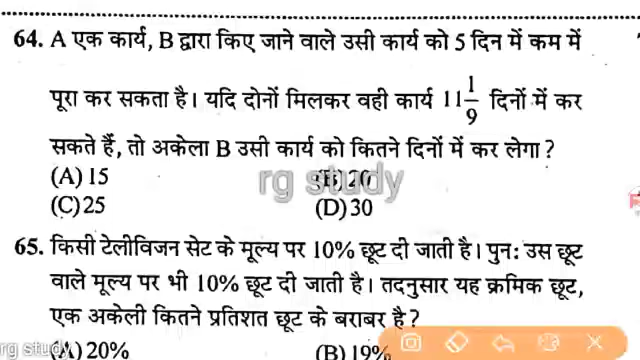 64. A एक कार्य, B द्वारा किए जाने वाले उसी कार्य को 5 दिन में कम में
पूरा कर सकता है। यदि दोनों मिलकर वही कार्य 11 1/9 दिनों में कर
सकते हैं, तो अकेला B उसी कार्य को कितने दिनों में कर लेगा?
(A) 15 (B) 20
rg study
(C) 25 (D) 30
65. किसी टेलीविजन सेट के मूल्य पर 10% छूट दी जाती है। पुनः उस छूट
वाले मूल्य पर भी 10% छूट दी जाती है। तदनुसार यह क्रमिक छूट,
एक अकेली कितने प्रतिशत छूट के बराबर है?
rg study
(A) 20% (B) 19%